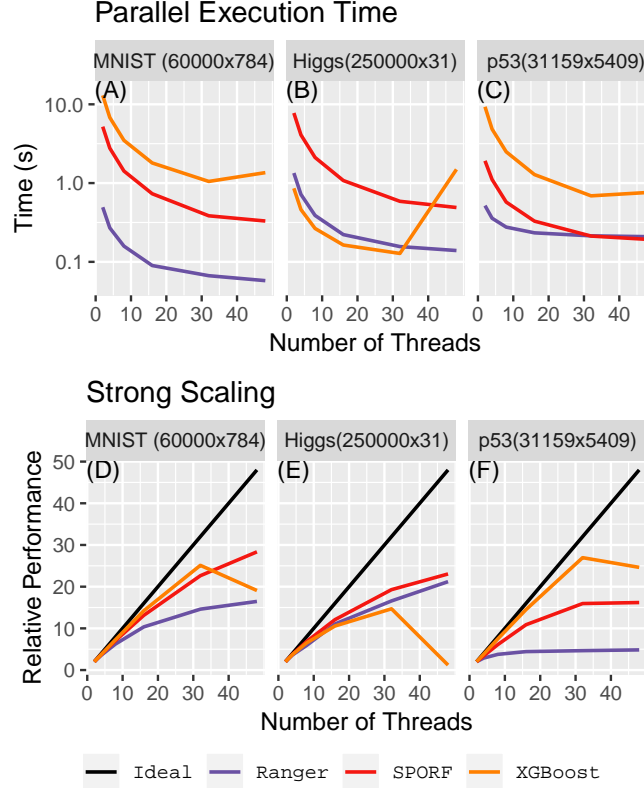 Parallel Execution Time
MNIST (60000x784) Higgs(250000x31) p53(31159x5409)
(A) (B) (C)
10.0
1.0
0.1
Time (s)
0 10 20 30 40 0 10 20 30 40 0 10 20 30 40
Number of Threads
Strong Scaling
MNIST (60000x784) Higgs(250000x31) p53(31159x5409)
(D) (E) (F)
50
40
30
20
10
0
Relative Performance
0 10 20 30 40 0 10 20 30 40 0 10 20 30 40
Number of Threads
Ideal Ranger SPORF XGBoost